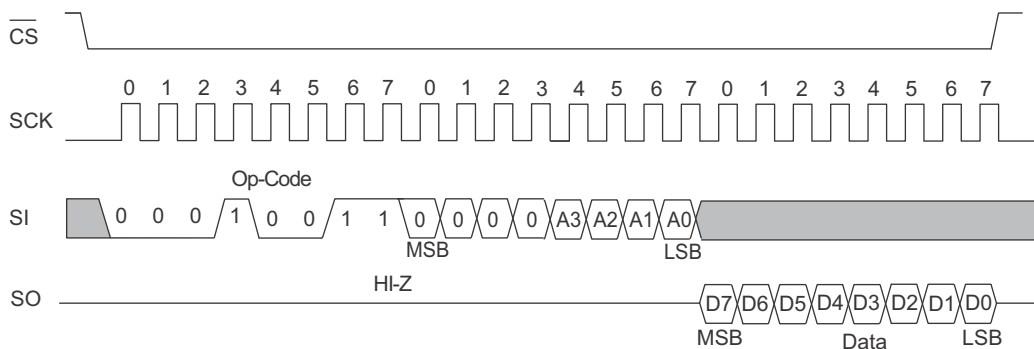 C̅S̅
0 1 2 3 4 5 6 7 0 1 2 3 4 5 6 7 0 1 2 3 4 5 6 7
SCK
Op-Code
SI 0 0 0 1 0 0 1 1 0 0 0 0 A3 A2 A1 A0
MSB LSB
HI-Z
SO D7 D6 D5 D4 D3 D2 D1 D0
MSB Data LSB